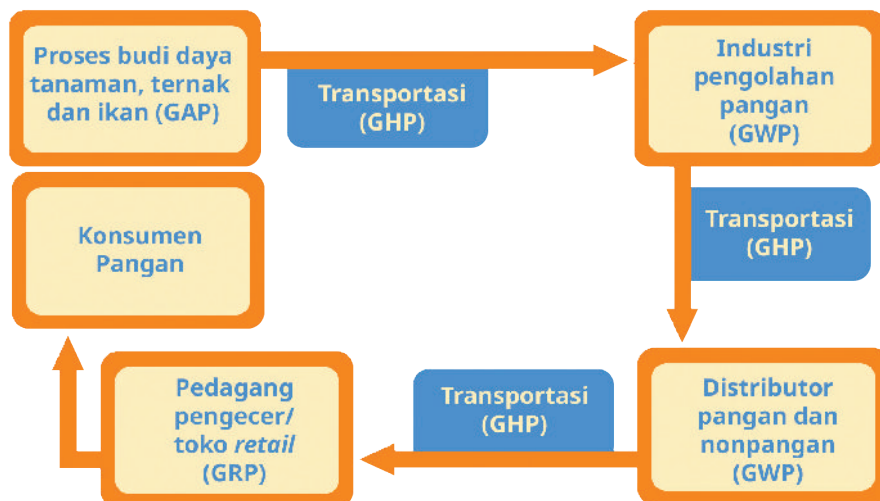 Proses budi daya
tanaman, ternak
dan ikan (GAP)
Transportasi
(GHP)
Industri
pengolahan
pangan
(GWP)
Transportasi
(GHP)
Distributor
pangan dan
nonpangan
(GWP)
Transportasi
(GHP)
Pedagang
pengecer/
toko retail
(GRP)
Konsumen
Pangan